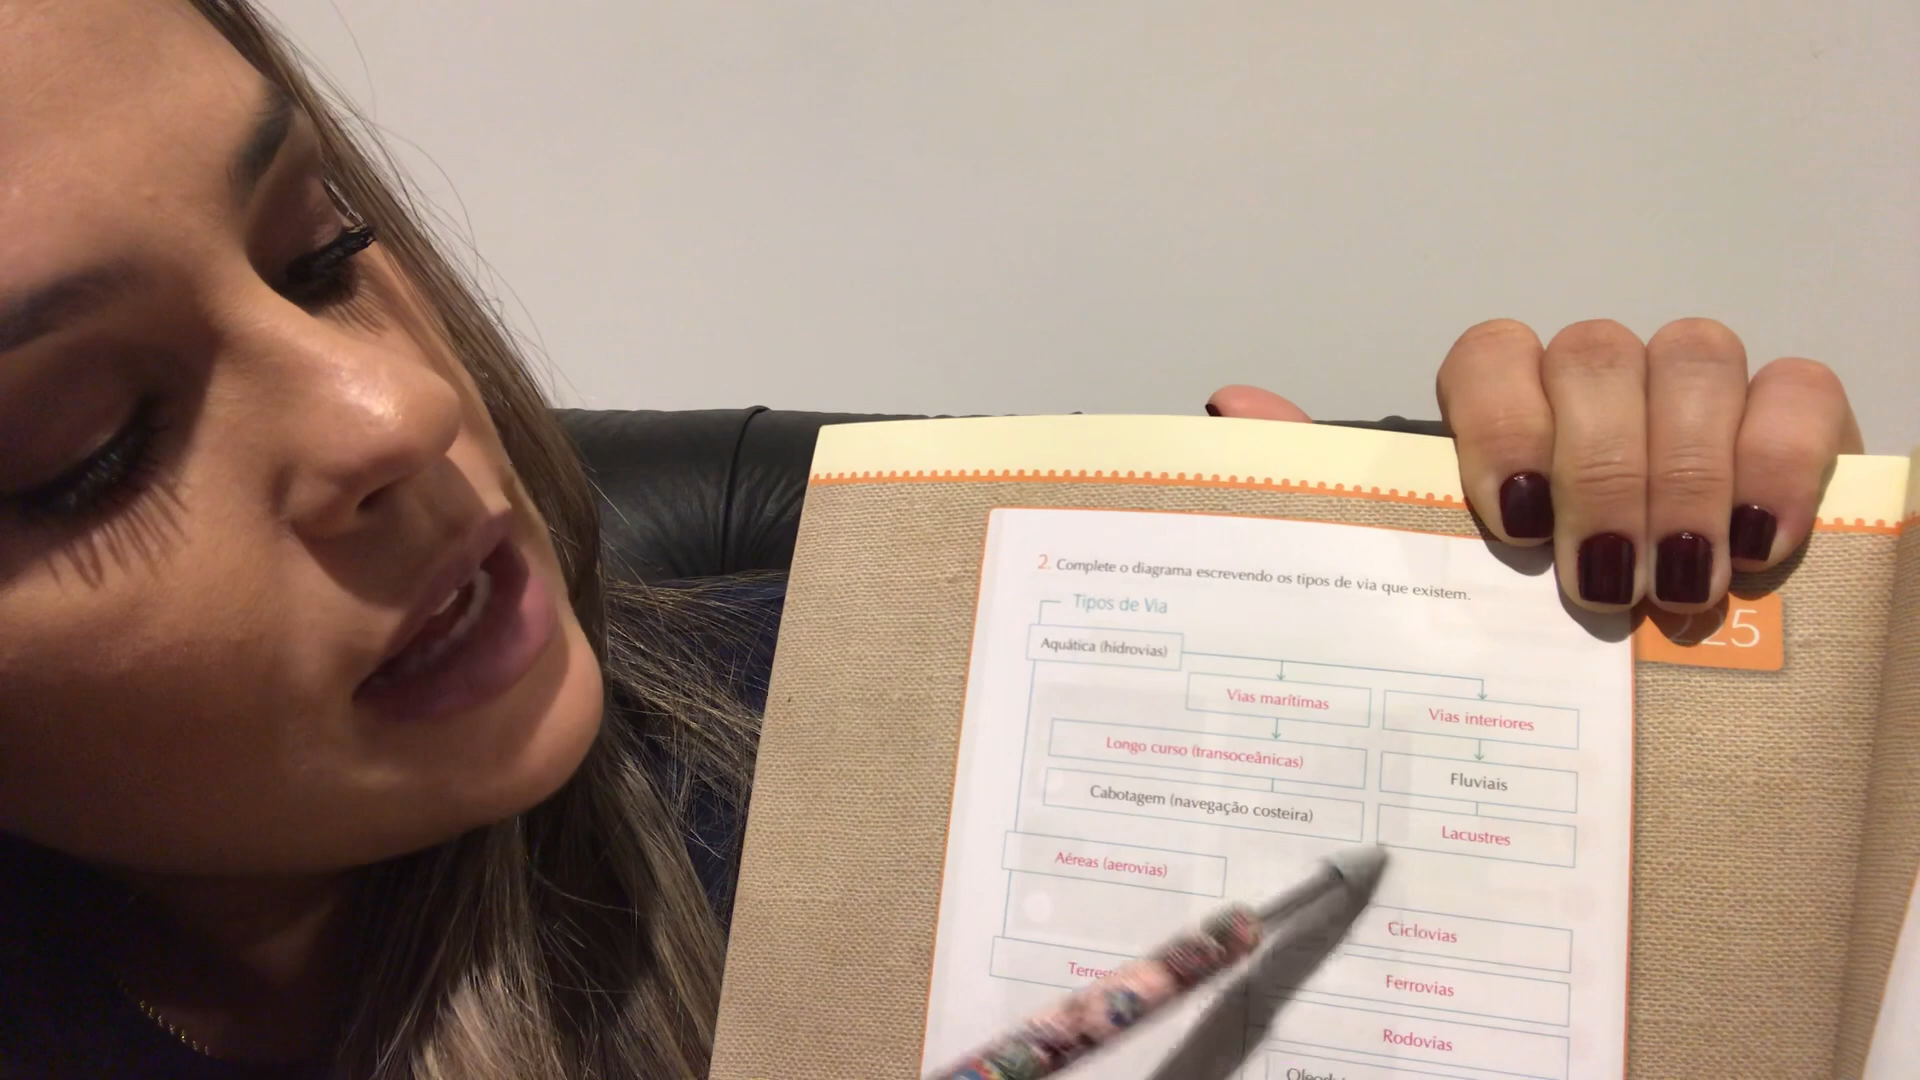 2. Complete o diagrama escrevendo os tipos de via que existem.
Tipos de Via
Aquática (hidrovias)
Vias marítimas
Vias interiores
Longo curso (transoceânicas)
Fluviais
Cabotagem (navegação costeira)
Lacustres
Aéreas (aerovias)
Ciclovias
Ferrovias
Rodovias